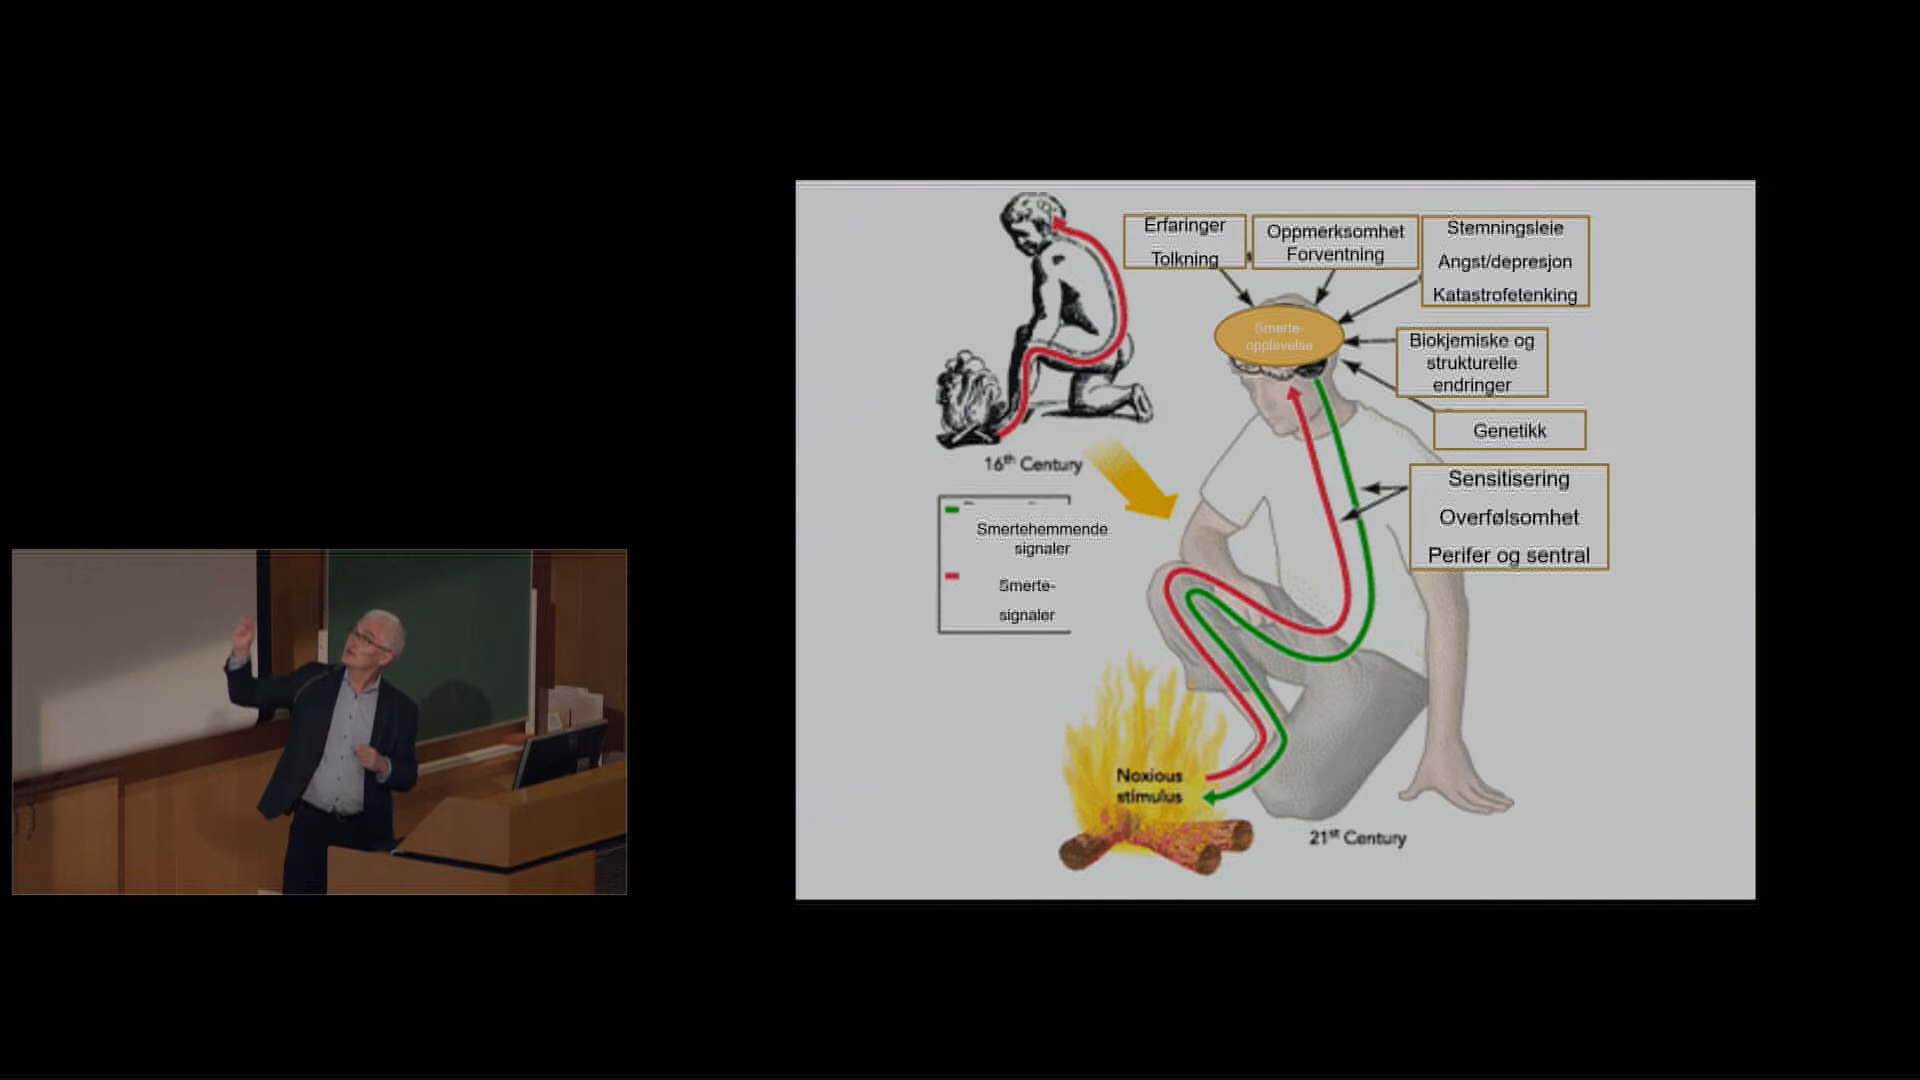 Erfaringer
Tolkning
Oppmerksomhet
Forventning
Stemningsleie
Angst/depresjon
Katastrofetenking
Smerte-
opplevelse
Biokjemiske og
strukturelle
endringer
Genetikk
16th Century
Sensitisering
Overfølsomhet
Perifer og sentral
Smertehemmende
signaler
Smerte-
signaler
Noxious
stimulus
21st Century